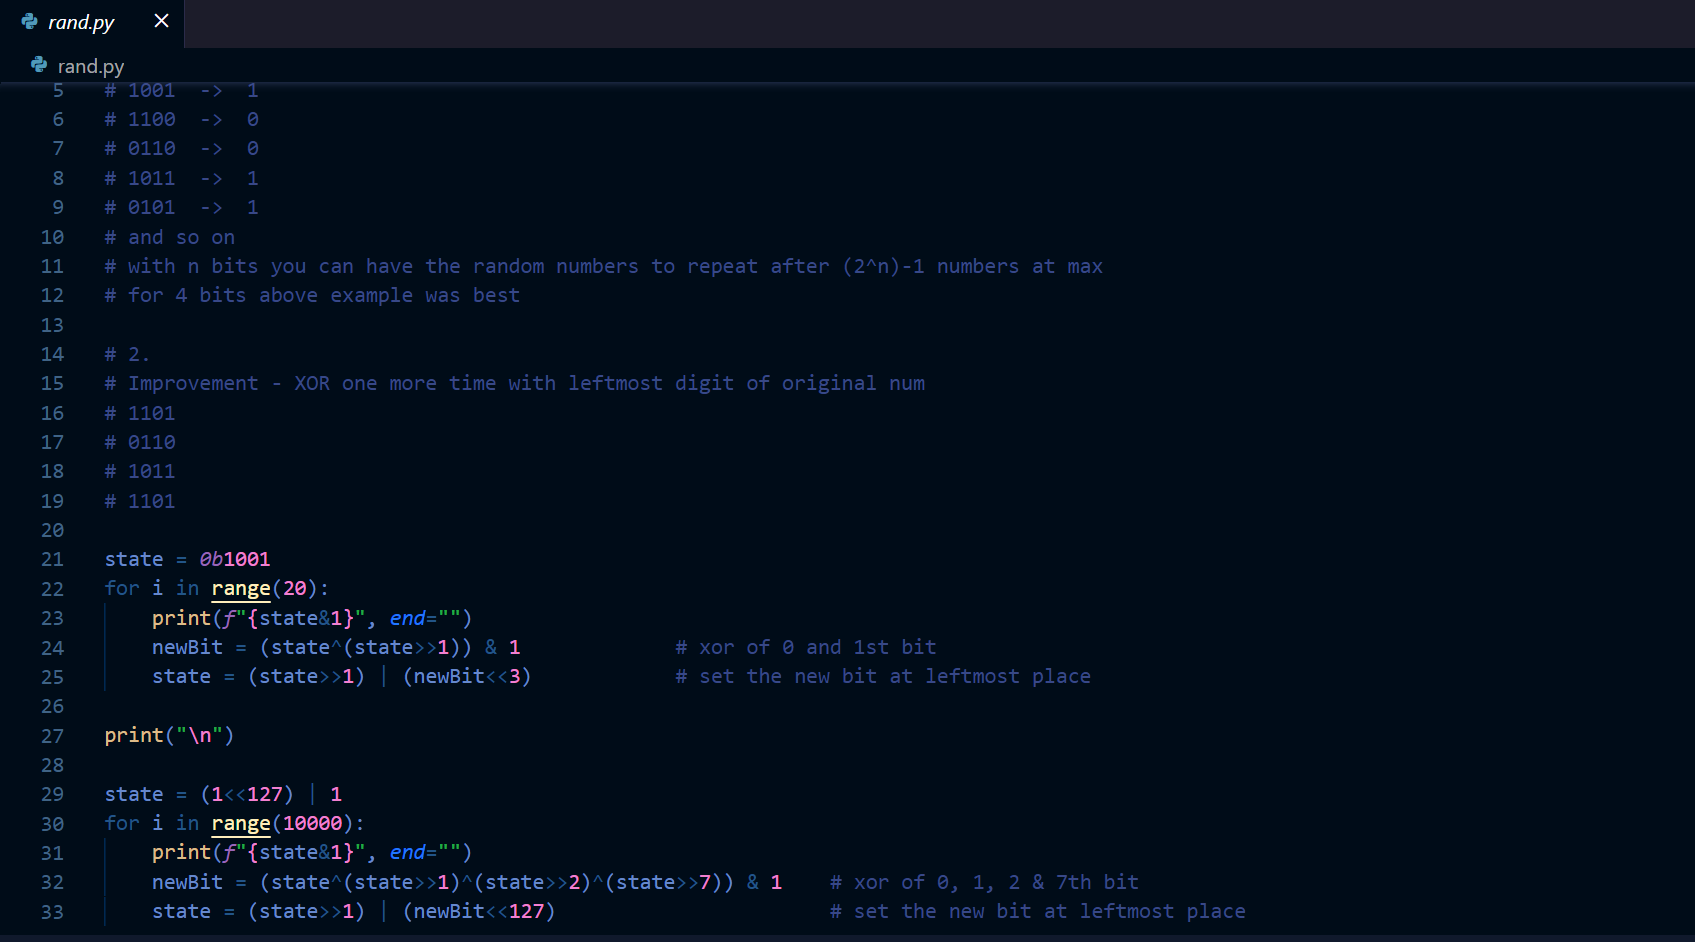 rand.py
rand.py
5 # 1001 -> 1
6 # 1100 -> 0
7 # 0110 -> 0
8 # 1011 -> 1
9 # 0101 -> 1
10 # and so on
11 # with n bits you can have the random numbers to repeat after (2^n)-1 numbers at max
12 # for 4 bits above example was best
13
14 # 2.
15 # Improvement - XOR one more time with leftmost digit of original num
16 # 1101
17 # 0110
18 # 1011
19 # 1101
20
21 state = 0b1001
22 for i in range(20):
23 print(f"{state&1}", end="")
24 newBit = (state^(state>>1)) & 1 # xor of 0 and 1st bit
25 state = (state>>1) | (newBit<<3) # set the new bit at leftmost place
26
27 print("\n")
28
29 state = (1<<127) | 1
30 for i in range(10000):
31 print(f"{state&1}", end="")
32 newBit = (state^(state>>1)^(state>>2)^(state>>7)) & 1 # xor of 0, 1, 2 & 7th bit
33 state = (state>>1) | (newBit<<127) # set the new bit at leftmost place